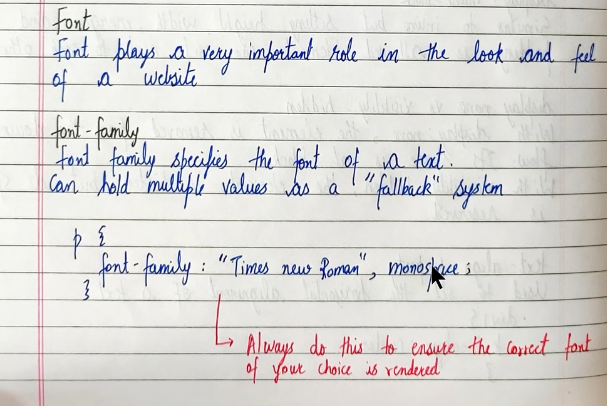 Font
Font plays a very important role in the look and feel
of a website
font-family
Font family specifies the font of a text.
Can hold multiple values as a "fallback" system
p {
font-family : "Times new Roman", monospace ;
}
Always do this to ensure the correct font
of your choice is rendered